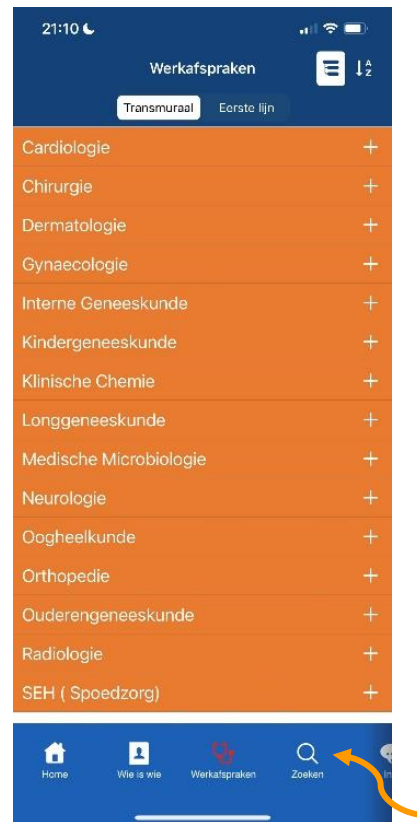 21:10
Werkafspraken
A
Z
Transmuraal Eerste lijn
Cardiologie +
Chirurgie +
Dermatologie +
Gynaecologie +
Interne Geneeskunde +
Kindergeneeskunde +
Klinische Chemie +
Longgeneeskunde +
Medische Microbiologie +
Neurologie +
Oogheelkunde +
Orthopedie +
Ouderengeneeskunde +
Radiologie +
SEH ( Spoedzorg) +
Home Wie is wie Werkafspraken Zoeken